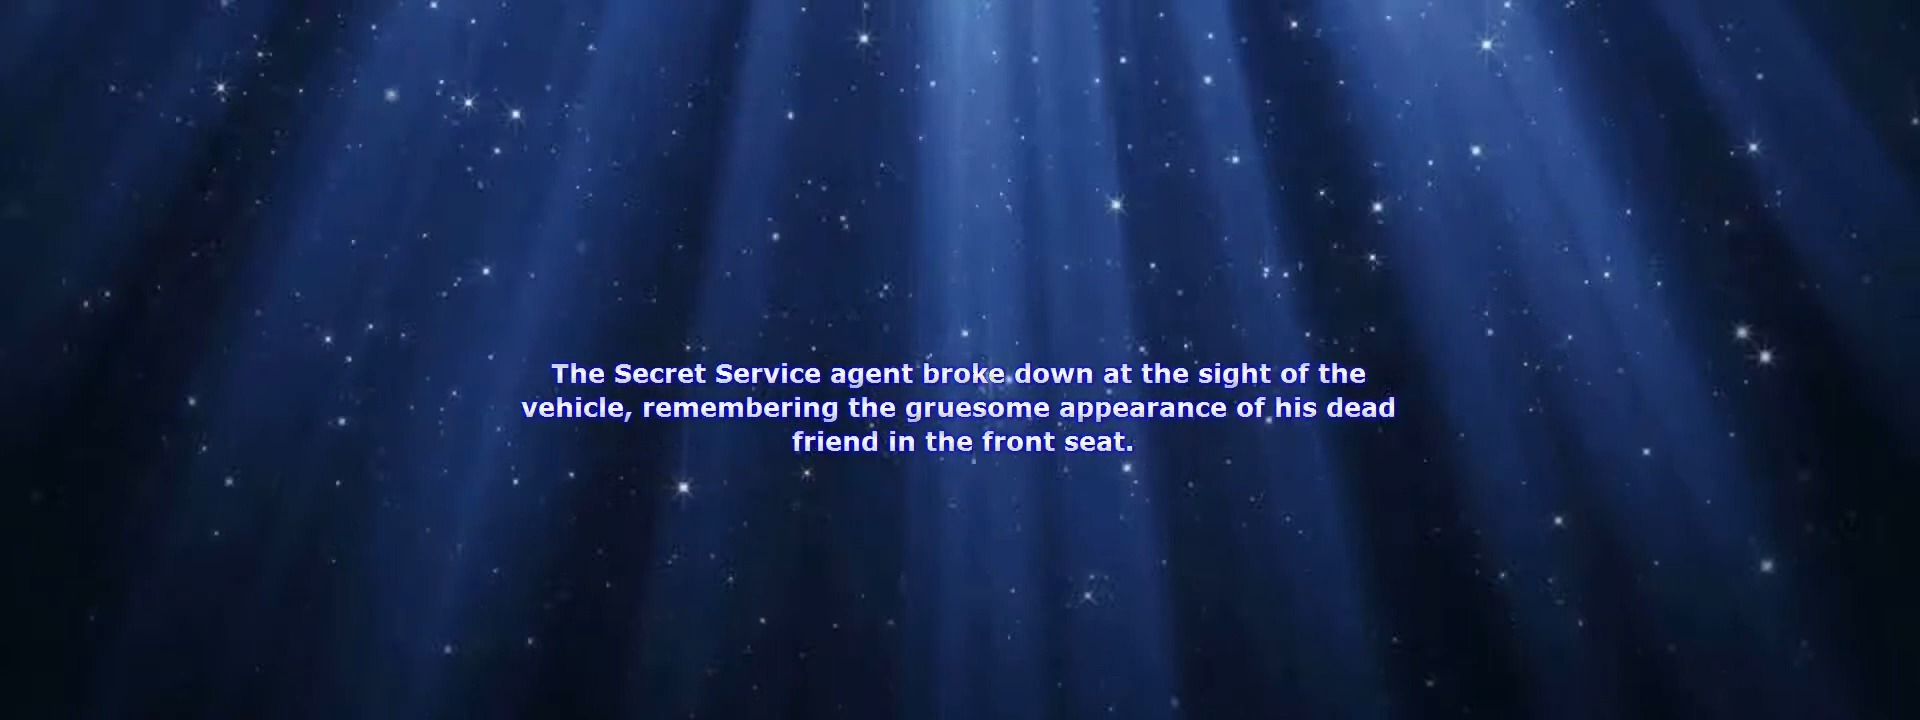 The Secret Service agent broke down at the sight of the
vehicle, remembering the gruesome appearance of his dead
friend in the front seat.